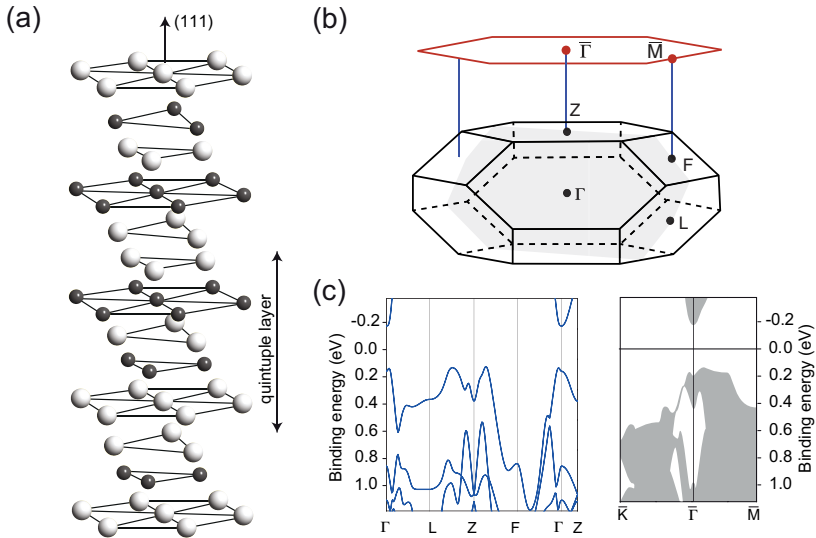 (a)
(111)
quintuple layer
(b)
Γ̅
M̅
Z
F
Γ
L
(c)
Binding energy (eV)
-0.2
0.0
0.2
0.4
0.6
0.8
1.0
Γ L Z F Γ Z
-0.2
0.0
0.2
0.4
0.6
0.8
1.0
Binding energy (eV)
K̅ Γ̅ M̅